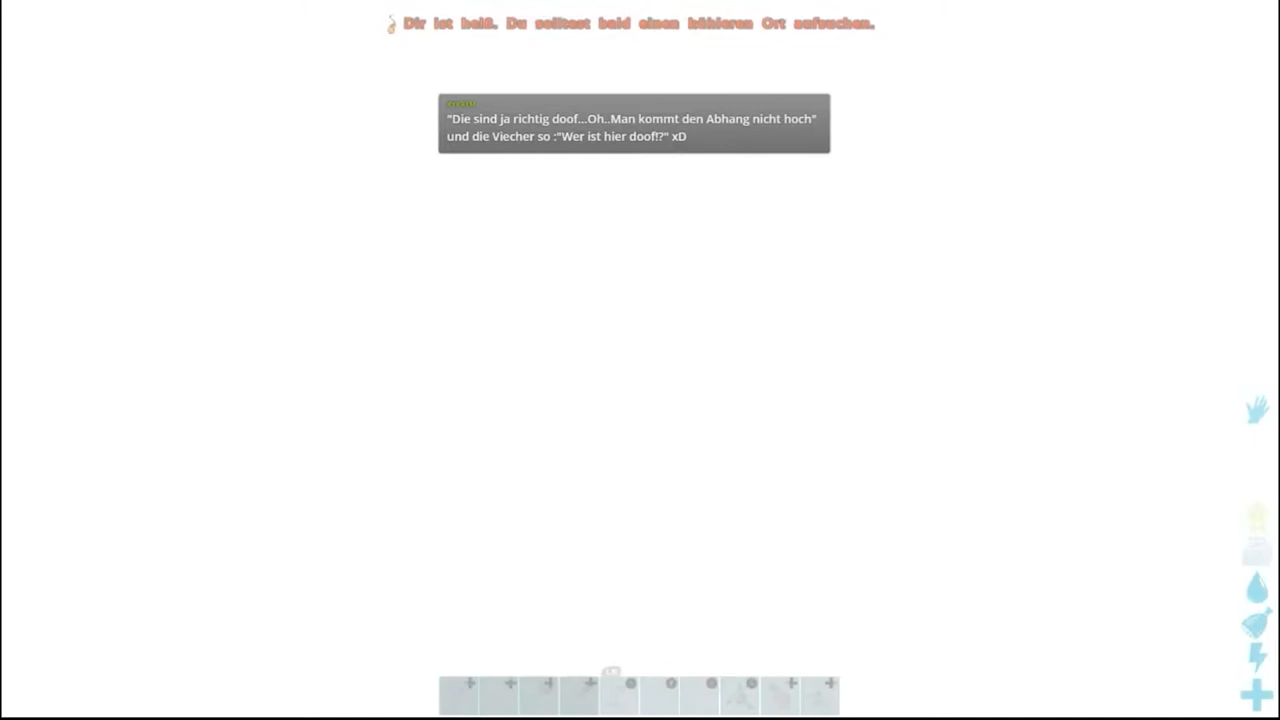 Dir ist heiß. Du solltest bald einen kühleren Ort aufsuchen.
"Die sind ja richtig doof...Oh..Man kommt den Abhang nicht hoch"
und die Viecher so :"Wer ist hier doof!?" xD